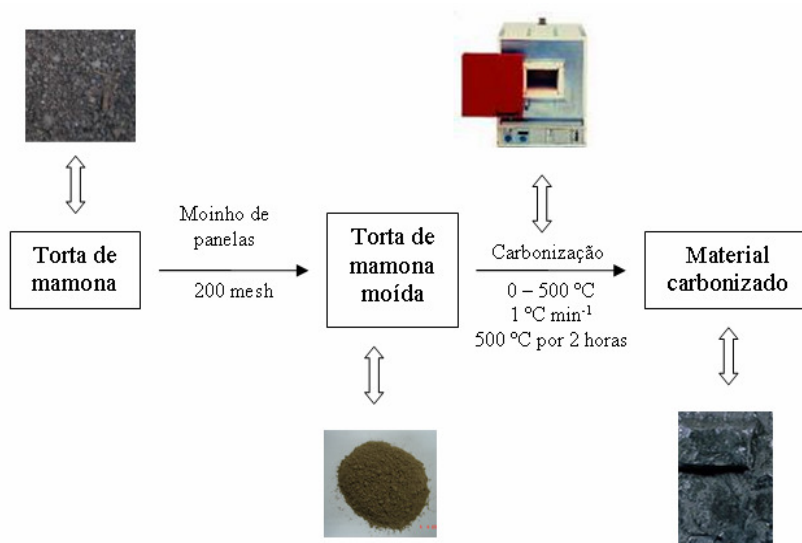 Torta de
mamona
Moinho de
panelas
200 mesh
Torta de
mamona
moída
Carbonização
0 – 500 ºC
1 ºC min-1
500 ºC por 2 horas
Material
carbonizado